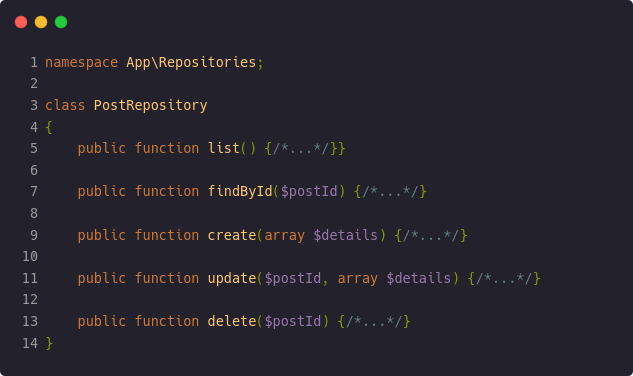 1 namespace App\Repositories;
2
3 class PostRepository
4 {
5     public function list() {/*...*/}}
6
7     public function findById($postId) {/*...*/}
8
9     public function create(array $details) {/*...*/}
10
11     public function update($postId, array $details) {/*...*/}
12
13     public function delete($postId) {/*...*/}
14 }